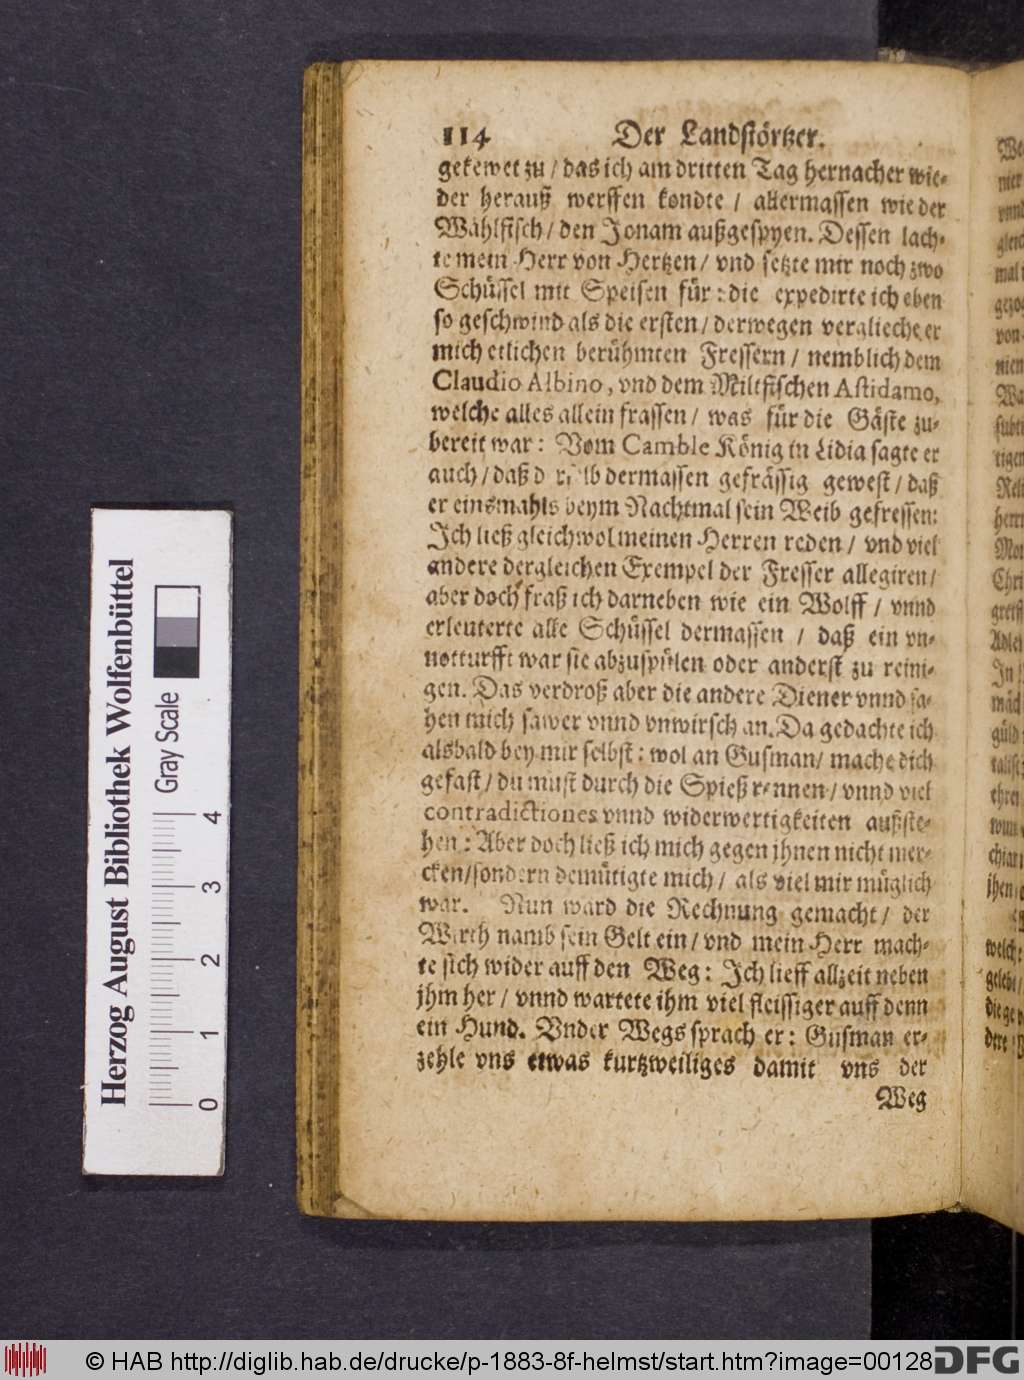 114 Der Landstörtzer.
gekewet zu / das ich am dritten Tag hernacher wie-
der herauß werffen kondte / allermassen wie der
Wahlfisch / den Jonam außgespyen. Dessen lach-
te mein Herr von Hertzen / vnd setzte mir noch zwo
Schüssel mit Speisen für : die expedirte ich eben
so geschwind als die ersten / derwegen vergliech er
mich etlichen berühmten Fressern / nemblich dem
Claudio Albino, vnd dem Milesischen Astidamo,
welche alles allein frassen / was für die Gäste zu-
bereit war : Vom Camble König in Lidia sagte er
auch / daß dermassen gefrässig gewest / daß
er einsmahls beym Nachtmal sein Weib gefressen:
Ich ließ gleichwol meinen Herren reden / vnd viel
andere dergleichen Exempel der Fresser allegiren /
aber doch fraß ich darneben wie ein Wolff / vnnd
erleuterte alle Schüssel dermassen / daß ein vn-
notturfft war sie abzuspülen oder anderst zu reini-
gen. Das verdroß aber die andere Diener vnnd sa-
hen mich sawer vnnd vnwirsch an. Da gedachte ich
alsbald bey mir selbst : wol an Gusman / mache dich
gefast / du must durch die Spieß rennen / vnnd viel
contradictiones vnnd widerwertigkeiten außste-
hen : Aber doch ließ ich mich gegen jhnen nicht mer-
cken / sondern demütigte mich / als viel mir müglich
war. Nun ward die Rechnung gemacht / der
Wirth namb sein Gelt ein / vnd mein Herr mach-
te sich wider auff den Weg : Ich lieff allzeit neben
jhm her / vnnd wartete ihm viel fleissiger auff denn
ein Hund. Vnder Wegs sprach er : Gusman er-
zehle vns etwas kurtzweiliges damit vns der
Weg
Herzog August Bibliothek Wolfenbüttel
Gray Scale
0 1 2 3 4
© HAB http://diglib.hab.de/drucke/p-1883-8f-helmst/start.htm?image=00128
DFG